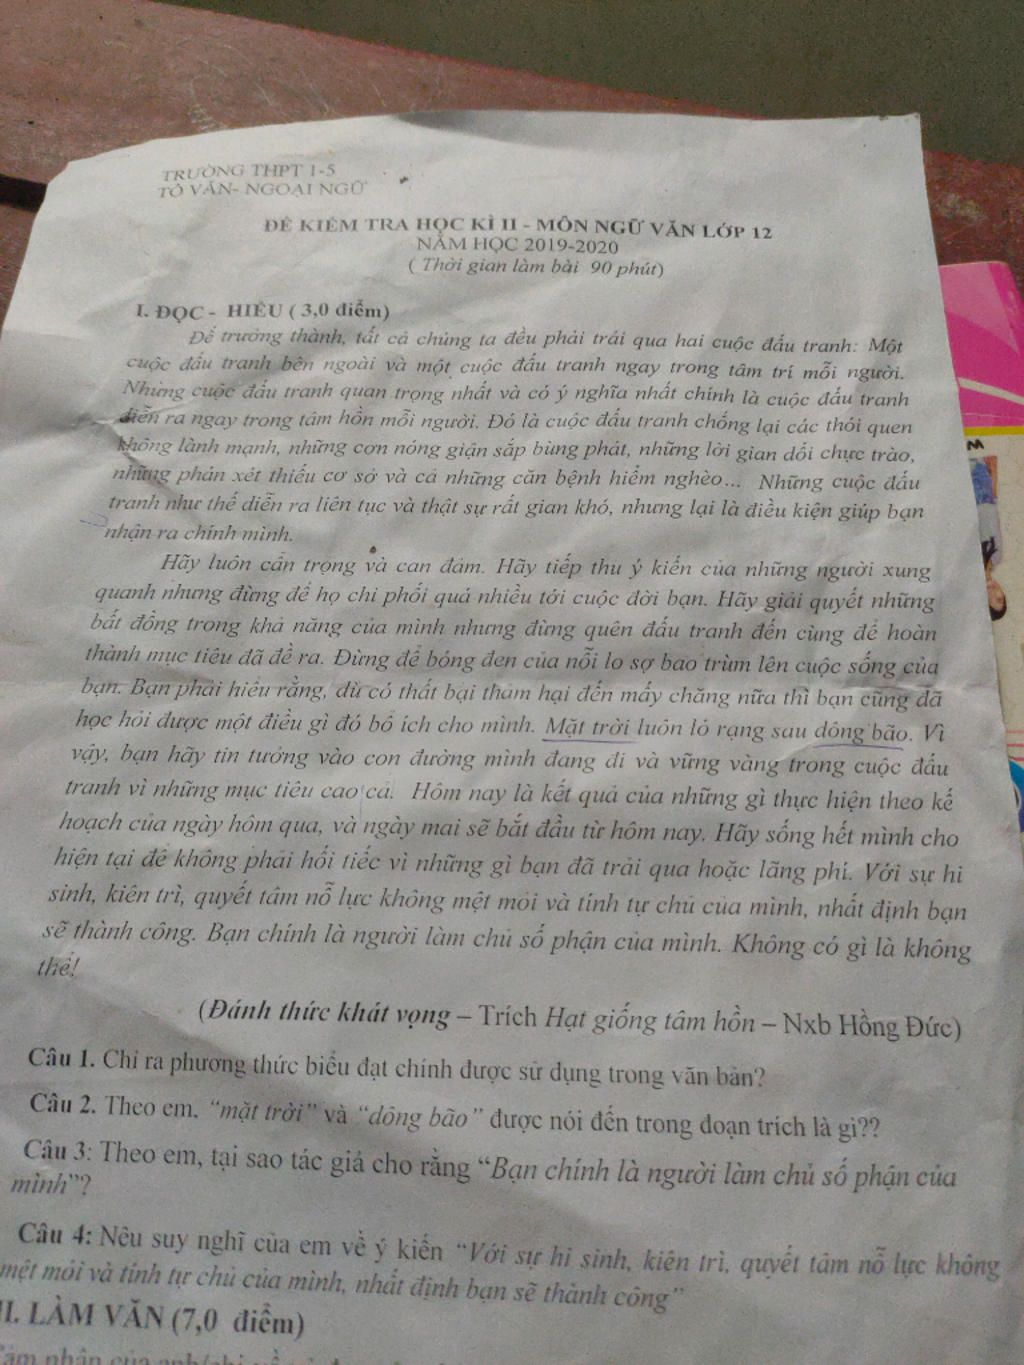 TRƯỜNG THPT 1-5
TỔ VĂN- NGOẠI NGỮ
ĐỀ KIỂM TRA HỌC KÌ II - MÔN NGỮ VĂN LỚP 12
NĂM HỌC 2019-2020
( Thời gian làm bài 90 phút)
I. ĐỌC - HIỂU ( 3,0 điểm)
Để trưởng thành, tất cả chúng ta đều phải trải qua hai cuộc đấu tranh: Một
cuộc đấu tranh bên ngoài và một cuộc đấu tranh ngay trong tâm trí mỗi người.
Những cuộc đấu tranh quan trọng nhất và có ý nghĩa nhất chính là cuộc đấu tranh
diễn ra ngay trong tâm hồn mỗi người. Đó là cuộc đấu tranh chống lại các thói quen
không lành mạnh, những cơn nóng giận sắp bùng phát, những lời gian dối chực trào,
những phán xét thiếu cơ sở và cả những căn bệnh hiểm nghèo... Những cuộc đấu
tranh như thế diễn ra liên tục và thật sự rất gian khó, nhưng lại là điều kiện giúp bạn
nhận ra chính mình.
Hãy luôn cẩn trọng và can đảm. Hãy tiếp thu ý kiến của những người xung
quanh nhưng đừng để họ chi phối quá nhiều tới cuộc đời bạn. Hãy giải quyết những
bất đồng trong khả năng của mình nhưng đừng quên đấu tranh đến cùng để hoàn
thành mục tiêu đã đề ra. Đừng để bóng đen của nỗi lo sợ bao trùm lên cuộc sống của
bạn. Bạn phải hiểu rằng, dù có thất bại thảm hại đến mấy chăng nữa thì bạn cũng đã
học hỏi được một điều gì đó bổ ích cho mình. Mặt trời luôn ló rạng sau dông bão. Vì
vậy, bạn hãy tin tưởng vào con đường mình đang đi và vững vàng trong cuộc đấu
tranh vì những mục tiêu cao cả. Hôm nay là kết quả của những gì thực hiện theo kế
hoạch của ngày hôm qua, và ngày mai sẽ bắt đầu từ hôm nay. Hãy sống hết mình cho
hiện tại để không phải hối tiếc vì những gì bạn đã trải qua hoặc lãng phí. Với sự hi
sinh, kiên trì, quyết tâm nỗ lực không mệt mỏi và tính tự chủ của mình, nhất định bạn
sẽ thành công. Bạn chính là người làm chủ số phận của mình. Không có gì là không
thể!
(Đánh thức khát vọng – Trích Hạt giống tâm hồn – Nxb Hồng Đức)
Câu 1. Chỉ ra phương thức biểu đạt chính được sử dụng trong văn bản?
Câu 2. Theo em, “mặt trời” và “dông bão” được nói đến trong đoạn trích là gì??
Câu 3: Theo em, tại sao tác giả cho rằng “Bạn chính là người làm chủ số phận của
mình”?
Câu 4: Nêu suy nghĩ của em về ý kiến “Với sự hi sinh, kiên trì, quyết tâm nỗ lực không
mệt mỏi và tính tự chủ của mình, nhất định bạn sẽ thành công”
II. LÀM VĂN (7,0 điểm)